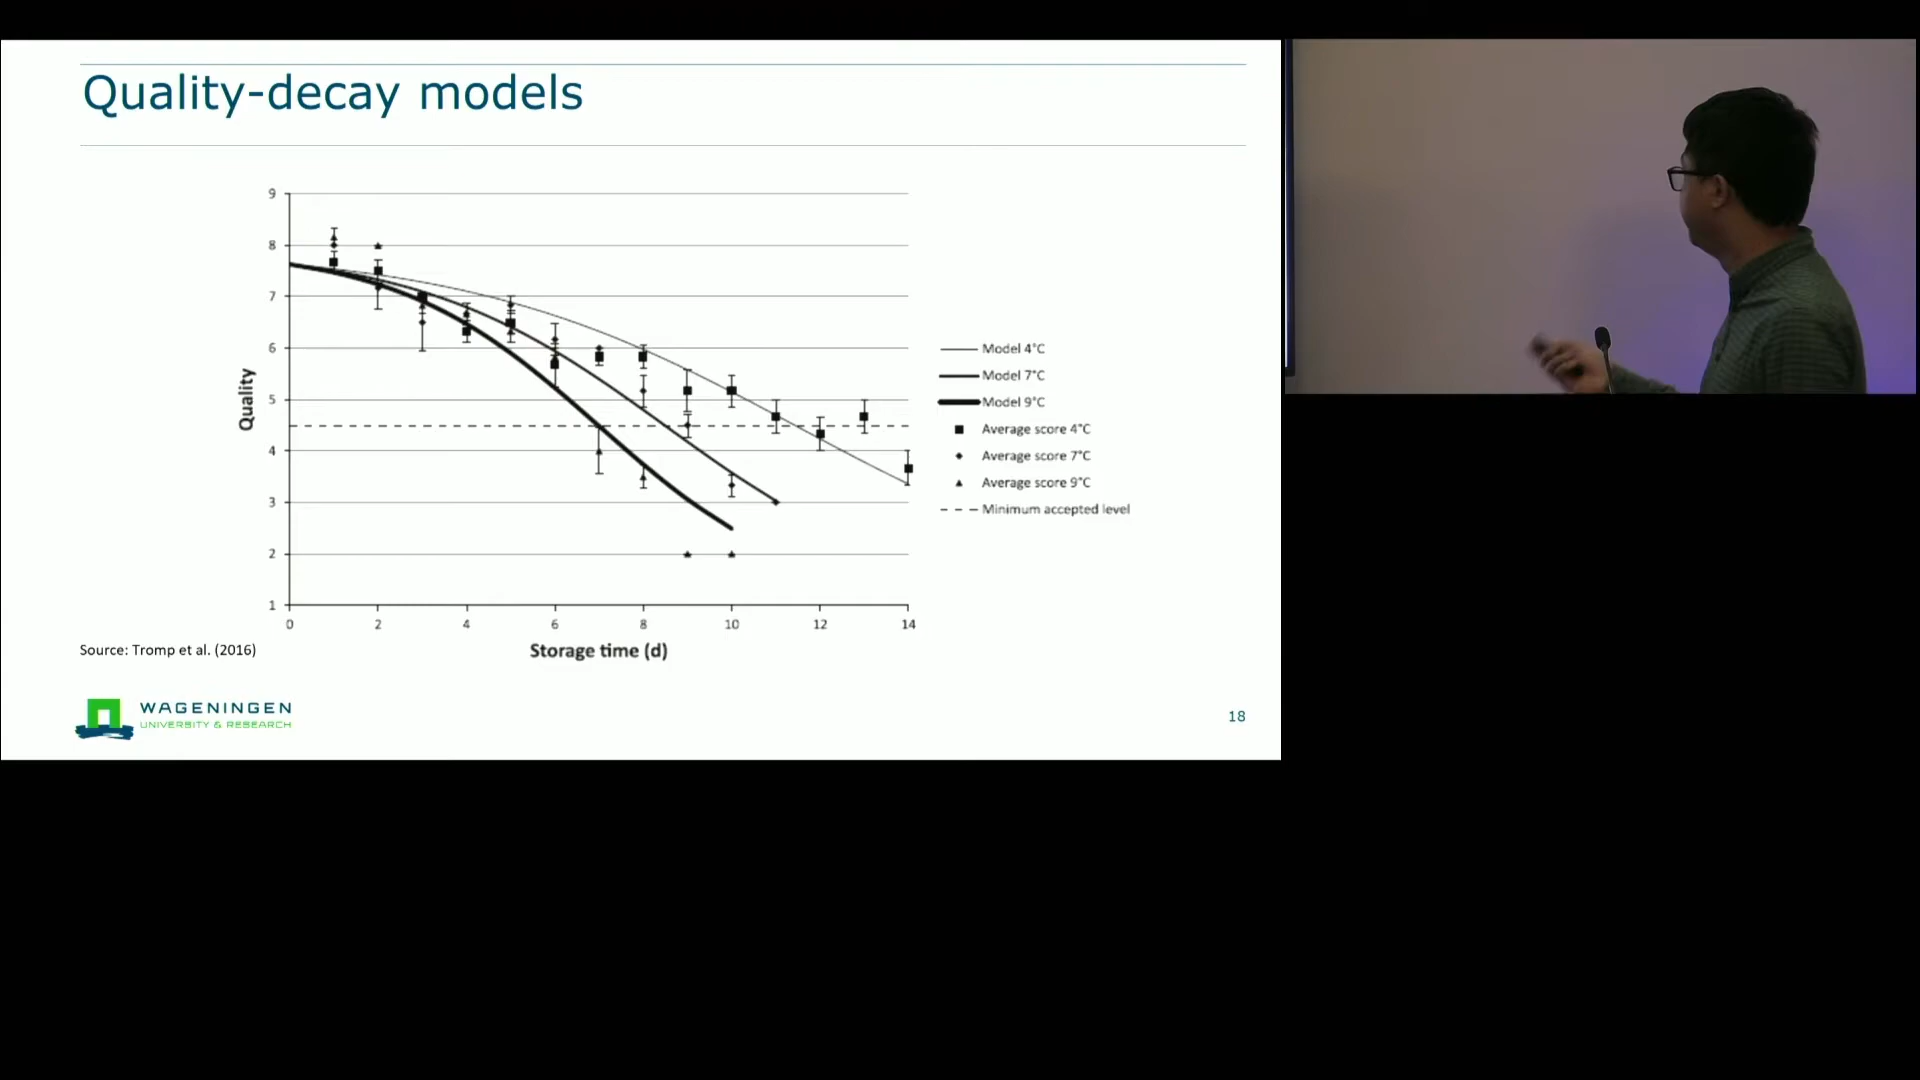 Quality-decay models
9
8
7
6
5
4
3
2
1
Quality
0 2 4 6 8 10 12 14
Storage time (d)
Model 4°C
Model 7°C
Model 9°C
Average score 4°C
Average score 7°C
Average score 9°C
Minimum accepted level
Source: Tromp et al. (2016)
WAGENINGEN
UNIVERSITY & RESEARCH
18